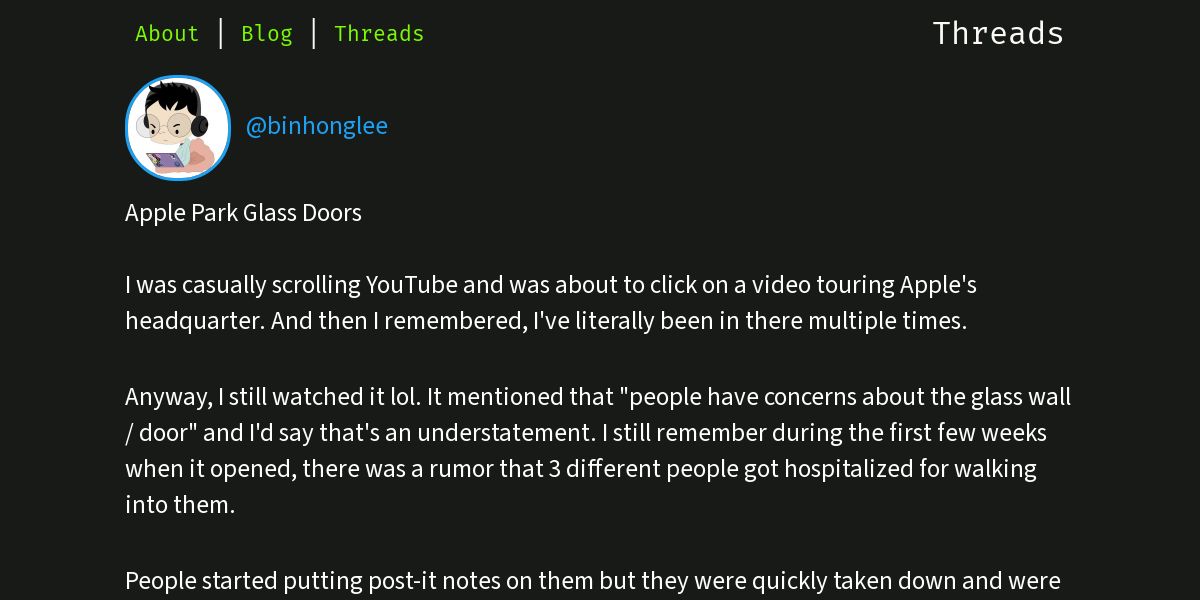 About | Blog | Threads
Threads
@binhonglee
Apple Park Glass Doors
I was casually scrolling YouTube and was about to click on a video touring Apple's
headquarter. And then I remembered, I've literally been in there multiple times.
Anyway, I still watched it lol. It mentioned that "people have concerns about the glass wall
/ door" and I'd say that's an understatement. I still remember during the first few weeks
when it opened, there was a rumor that 3 different people got hospitalized for walking
into them.
People started putting post-it notes on them but they were quickly taken down and were